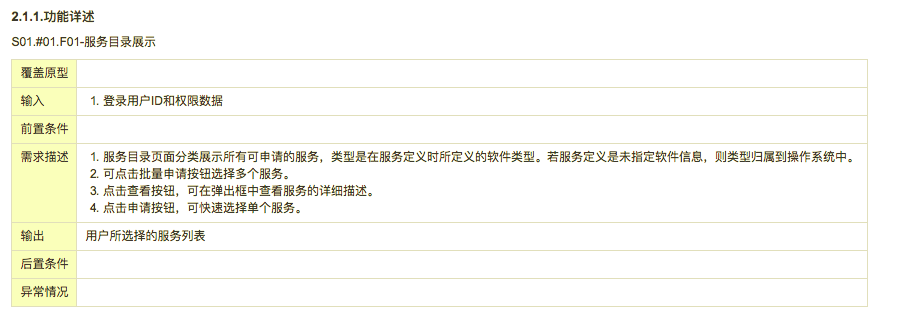 2.1.1.功能详述
S01.#01.F01-服务目录展示
覆盖原型
输入
1. 登录用户ID和权限数据
前置条件
需求描述
1. 服务目录页面分类展示所有可申请的服务，类型是在服务定义时所定义的软件类型。若服务定义是未指定软件信息，则类型归属到操作系统中。
2. 可点击批量申请按钮选择多个服务。
3. 点击查看按钮，可在弹出框中查看服务的详细描述。
4. 点击申请按钮，可快速选择单个服务。
输出
用户所选择的服务列表
后置条件
异常情况